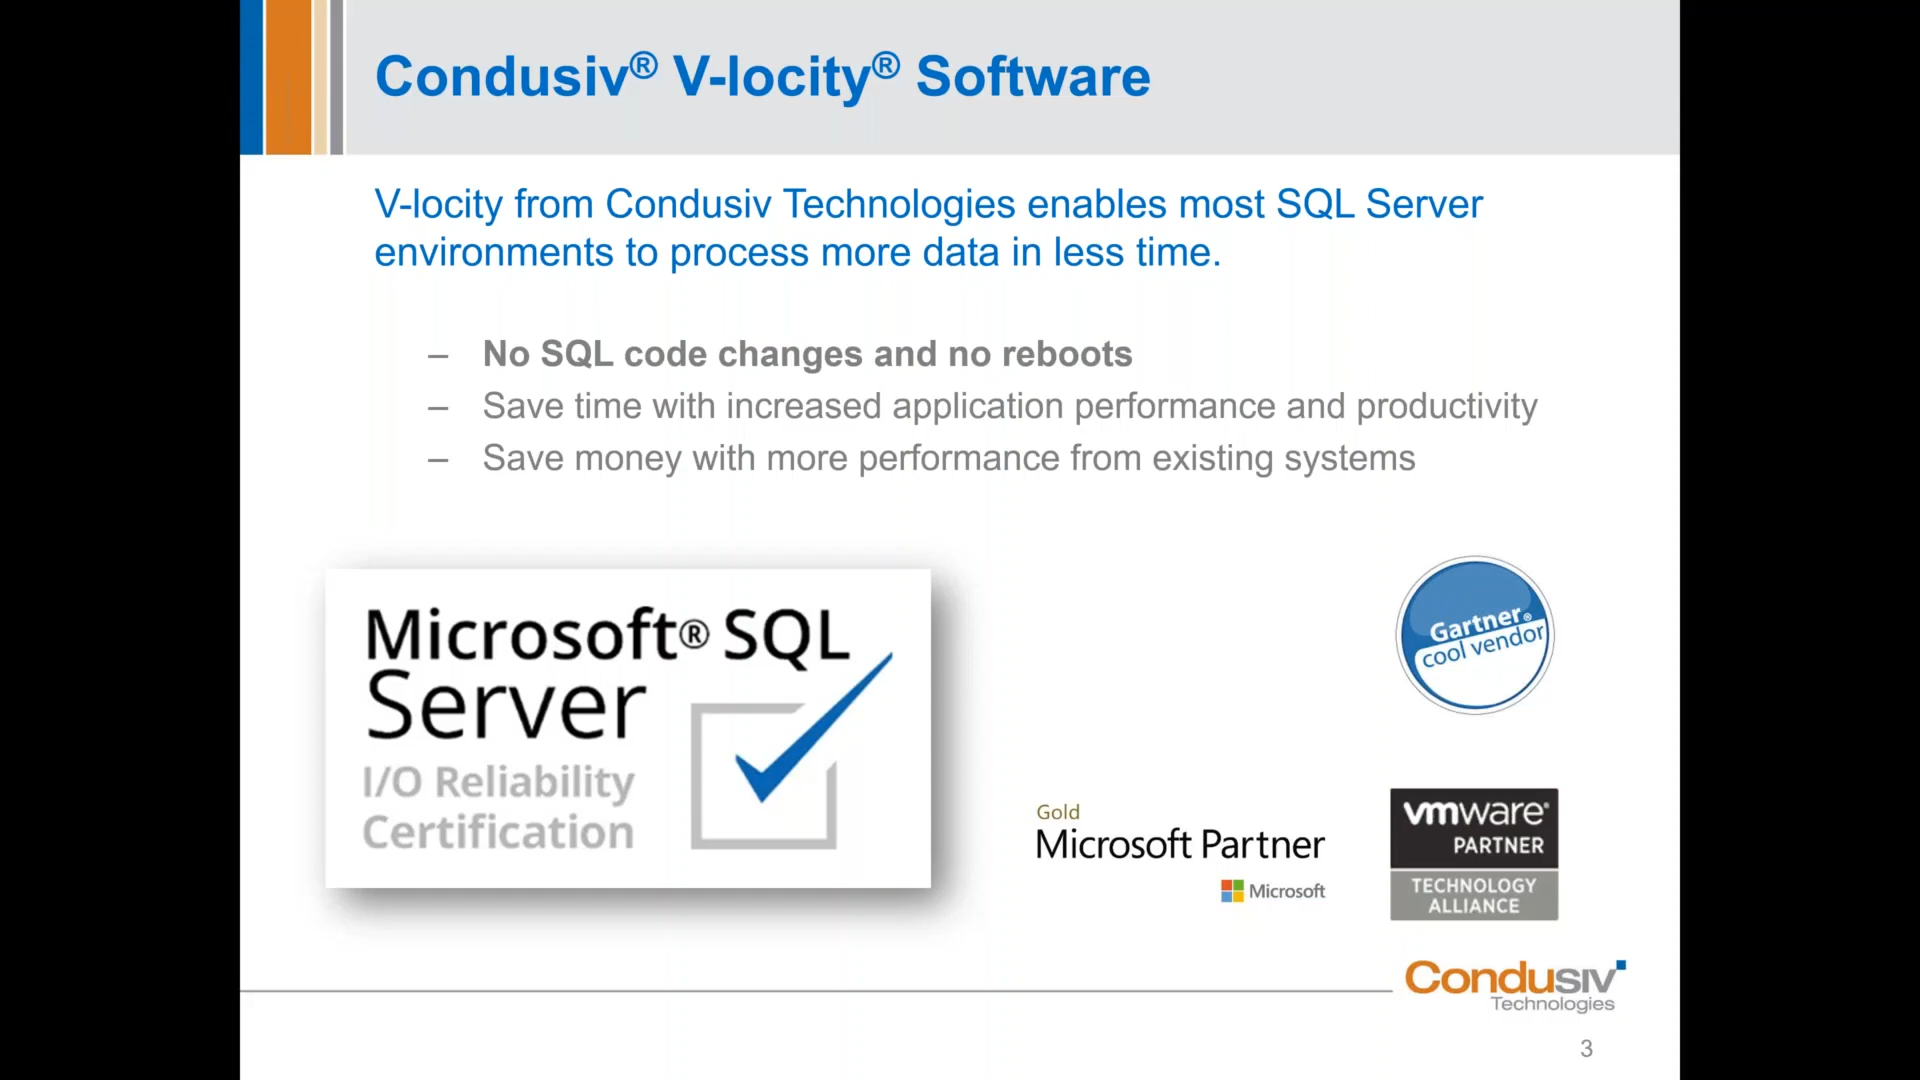 Condusiv® V-locity® Software
V-locity from Condusiv Technologies enables most SQL Server
environments to process more data in less time.
– No SQL code changes and no reboots
– Save time with increased application performance and productivity
– Save money with more performance from existing systems
Microsoft® SQL
Server
I/O Reliability
Certification
Gartner®
cool vendor
Gold
Microsoft Partner
Microsoft
vmware®
PARTNER
TECHNOLOGY
ALLIANCE
Condusiv
Technologies
3